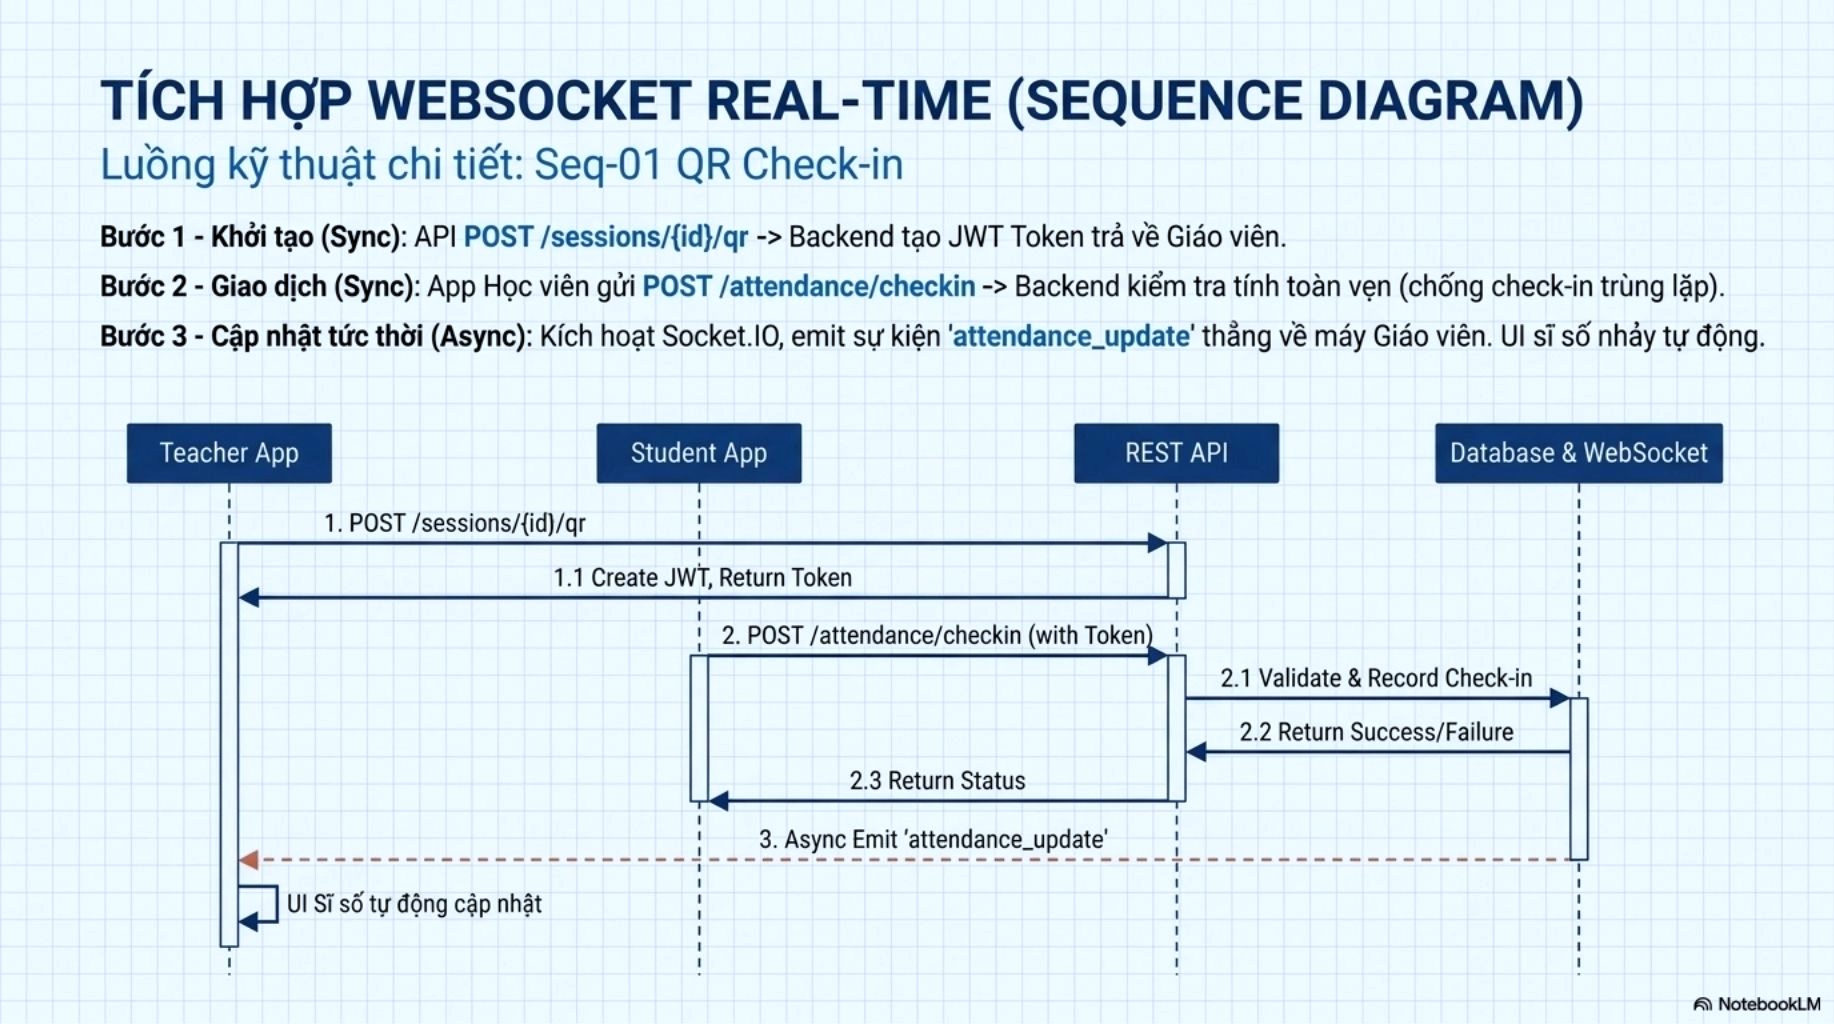 TÍCH HỢP WEBSOCKET REAL-TIME (SEQUENCE DIAGRAM)
Luồng kỹ thuật chi tiết: Seq-01 QR Check-in
Bước 1 - Khởi tạo (Sync): API POST /sessions/{id}/qr -> Backend tạo JWT Token trả về Giáo viên.
Bước 2 - Giao dịch (Sync): App Học viên gửi POST /attendance/checkin -> Backend kiểm tra tính toàn vẹn (chống check-in trùng lặp).
Bước 3 - Cập nhật tức thời (Async): Kích hoạt Socket.IO, emit sự kiện 'attendance_update' thẳng về máy Giáo viên. UI sĩ số nhảy tự động.
Teacher App
Student App
REST API
Database & WebSocket
1. POST /sessions/{id}/qr
1.1 Create JWT, Return Token
2. POST /attendance/checkin (with Token)
2.1 Validate & Record Check-in
2.2 Return Success/Failure
2.3 Return Status
3. Async Emit 'attendance_update'
UI Sĩ số tự động cập nhật
NotebookLM